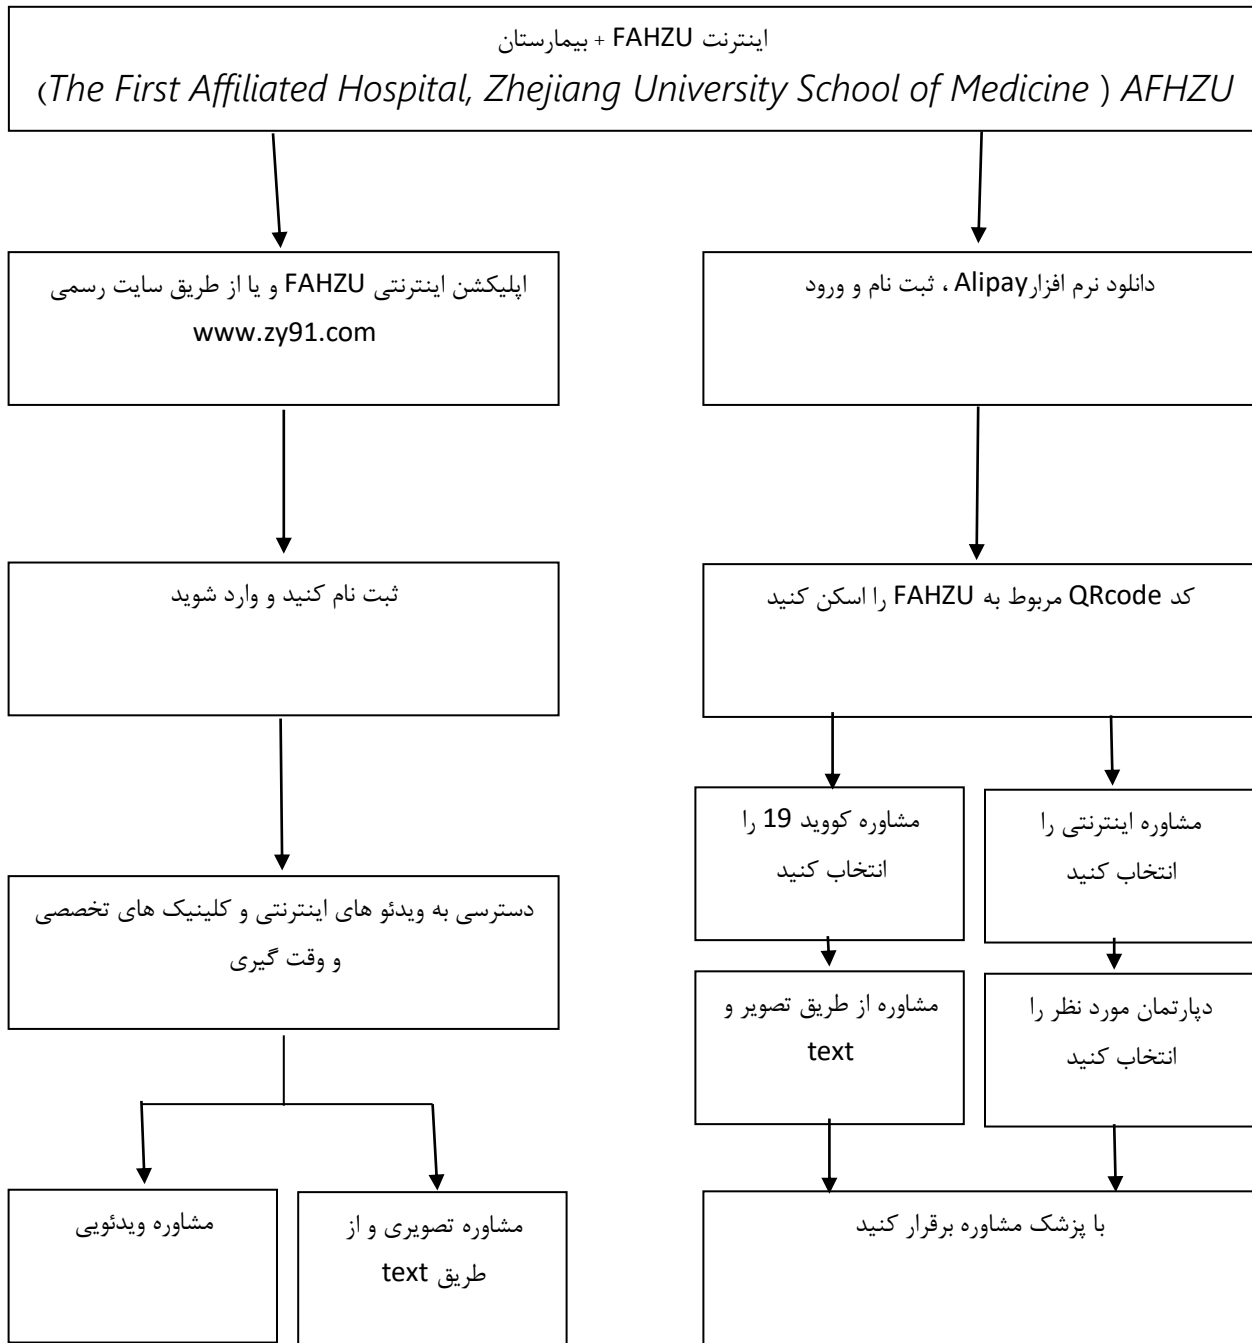 اینترنت FAHZU + بیمارستان
(The First Affiliated Hospital, Zhejiang University School of Medicine ) AFHZU
دانلود نرم افزارAlipay ، ثبت نام و ورود
کد QRcode مربوط به FAHZU را اسکن کنید
مشاوره اینترنتی را
انتخاب کنید
دپارتمان مورد نظر را
انتخاب کنید
مشاوره کووید 19 را
انتخاب کنید
مشاوره از طریق تصویر و
text
با پزشک مشاوره برقرار کنید
اپلیکشن اینترنتی FAHZU و یا از طریق سایت رسمی
www.zy91.com
ثبت نام کنید و وارد شوید
دسترسی به ویدئو های اینترنتی و کلینیک های تخصصی
و وقت گیری
مشاوره تصویری و از
طریق text
مشاوره ویدئویی